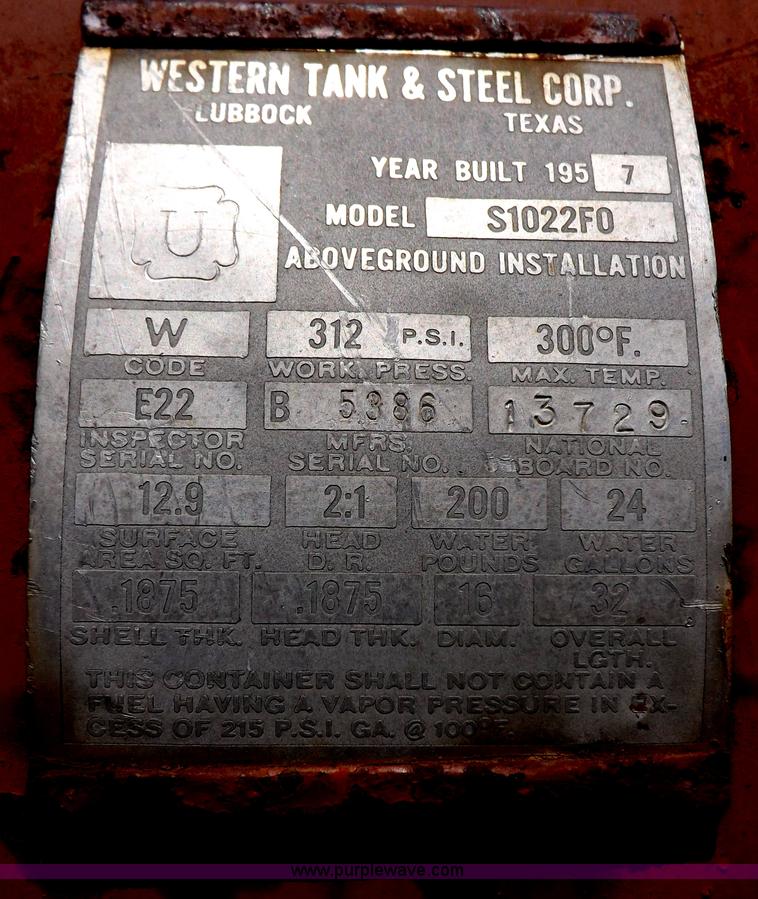 WESTERN TANK & STEEL CORP.
LUBBOCK TEXAS
YEAR BUILT 195 7
U
MODEL S1022FO
ABOVEGROUND INSTALLATION
W 312 P.S.I. 300°F.
CODE WORK. PRESS. MAX. TEMP.
E22 B 5386 13729
INSPECTOR SERIAL NO. MFRS. SERIAL NO. NATIONAL BOARD NO.
12.9 2:1 200 24
SURFACE AREA SQ. FT. HEAD D. R. WATER POUNDS WATER GALLONS
.1875 .1875 16 32
SHELL THK. HEAD THK. DIAM. OVERALL LGTH.
THIS CONTAINER SHALL NOT CONTAIN A
FUEL HAVING A VAPOR PRESSURE IN EX-
CESS OF 215 P.S.I. GA. @ 100°F.
www.purplewave.com